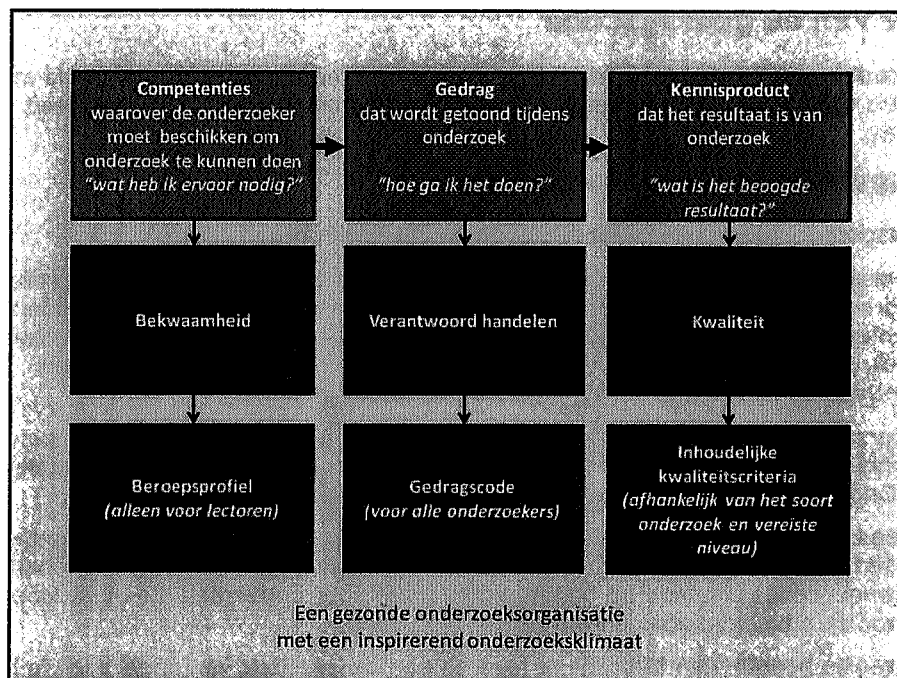 Competenties
waarover de onderzoeker
moet beschikken om
onderzoek te kunnen doen
"wat heb ik ervoor nodig?"
Gedrag
dat wordt getoond tijdens
onderzoek
"hoe ga ik het doen?"
Kennisproduct
dat het resultaat is van
onderzoek
"wat is het beoogde
resultaat?"
Bekwaamheid
Verantwoord handelen
Kwaliteit
Beroepsprofiel
(alleen voor lectoren)
Gedragscode
(voor alle onderzoekers)
Inhoudelijke
kwaliteitscriteria
(afhankelijk van het soort
onderzoek en vereiste
niveau)
Een gezonde onderzoeksorganisatie
met een inspirerend onderzoeksklimaat